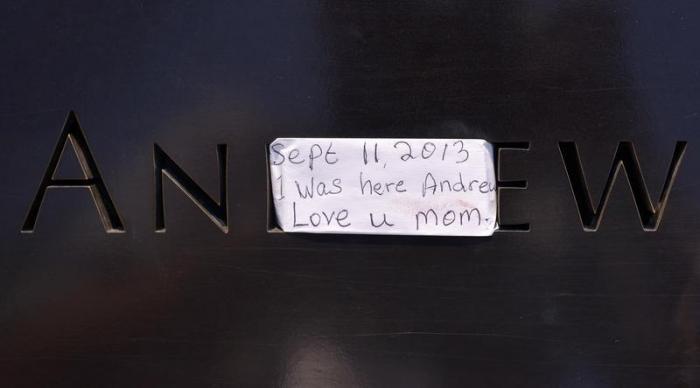 AN EW
Sept 11, 2013
I was here Andrew
Love u mom.